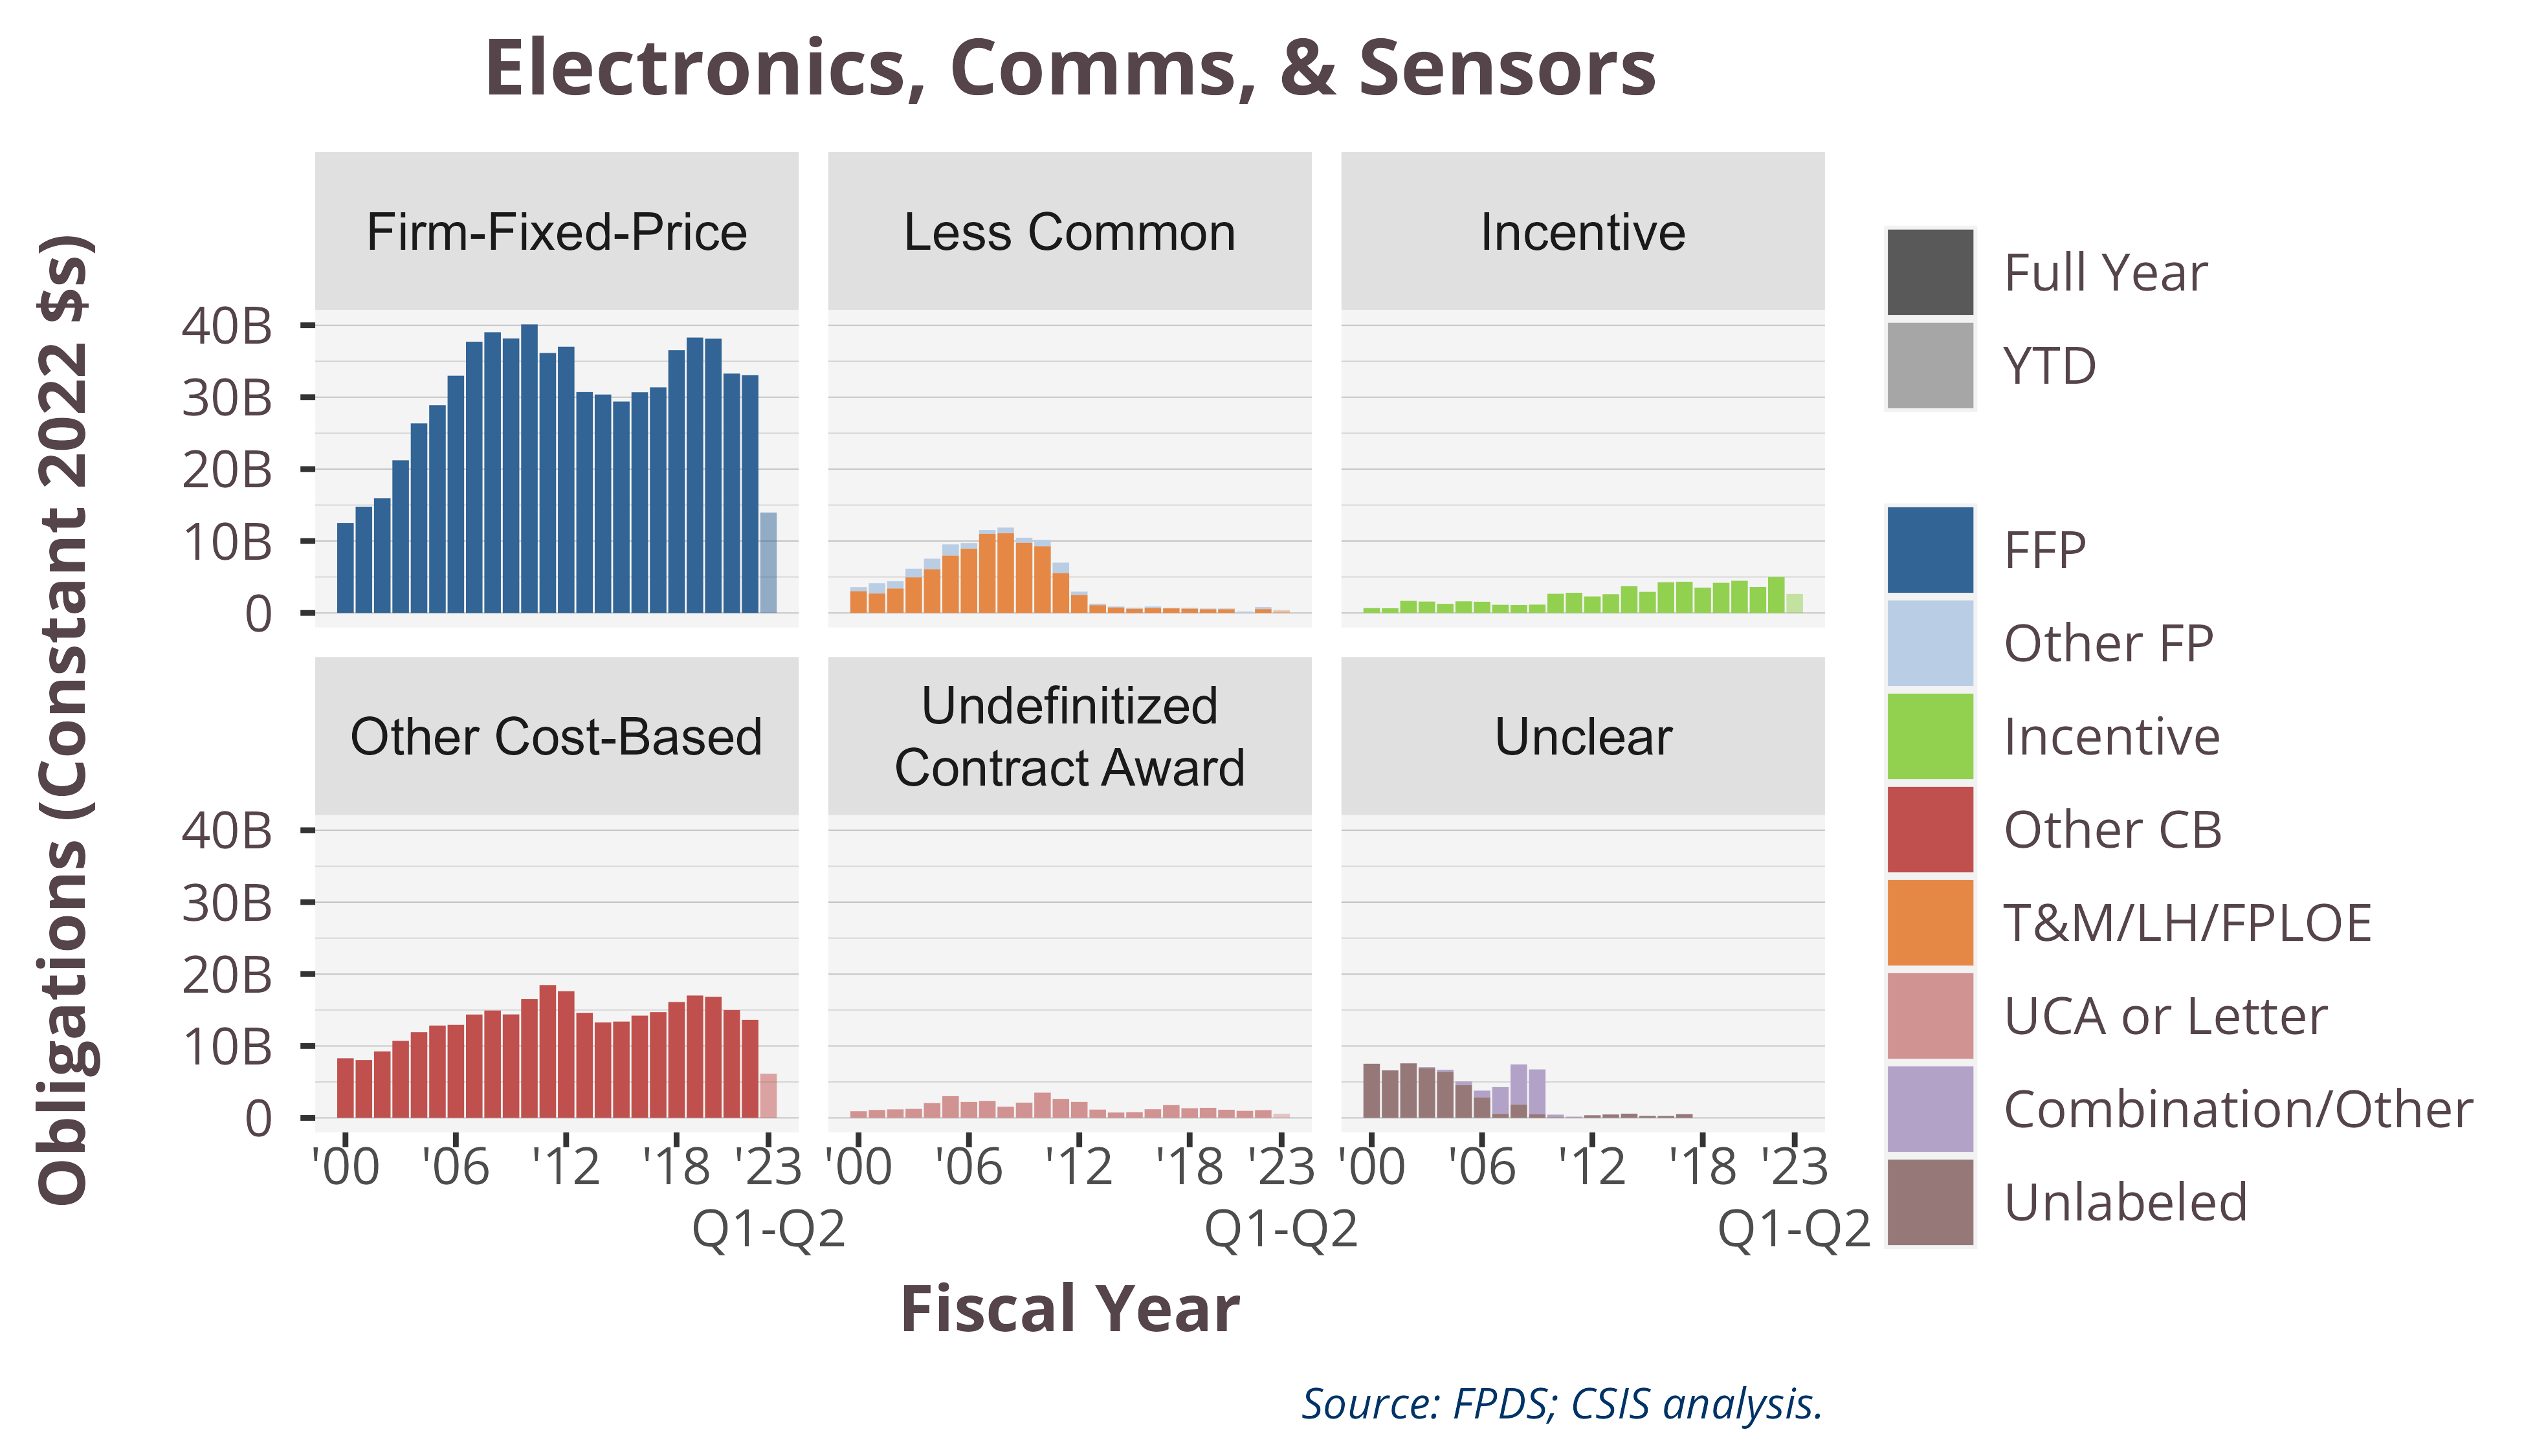 Electronics, Comms, & Sensors
Obligations (Constant 2022 $s)
Firm-Fixed-Price
Less Common
Incentive
40B
30B
20B
10B
0
Other Cost-Based
Undefinitized
Contract Award
Unclear
40B
30B
20B
10B
0
'00 '06 '12 '18 '23
Q1-Q2
'00 '06 '12 '18 '23
Q1-Q2
'00 '06 '12 '18 '23
Q1-Q2
Fiscal Year
Full Year
YTD
FFP
Other FP
Incentive
Other CB
T&M/LH/FPLOE
UCA or Letter
Combination/Other
Unlabeled
Source: FPDS; CSIS analysis.